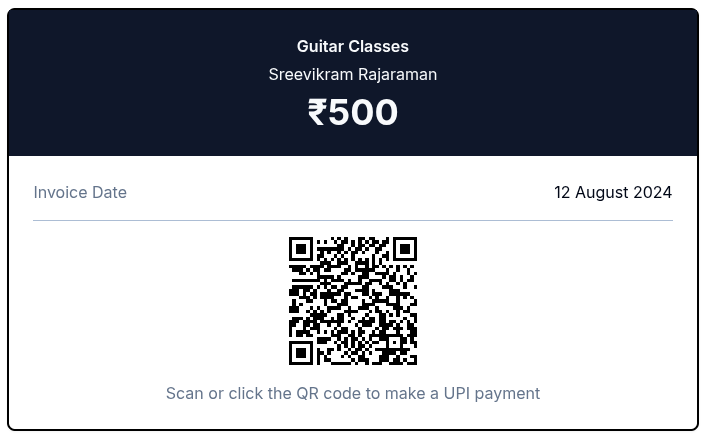 Guitar Classes
Sreevikram Rajaraman
₹500
Invoice Date 12 August 2024
Scan or click the QR code to make a UPI payment